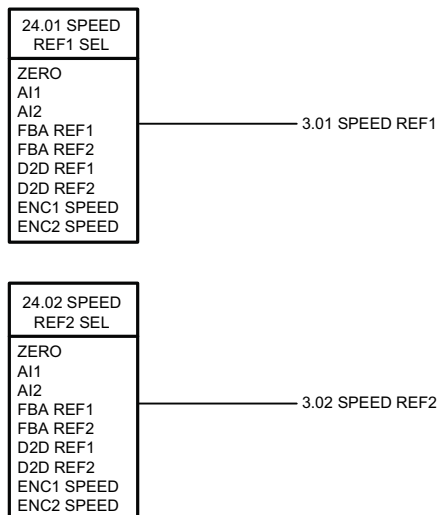 24.01 SPEED
REF1 SEL
ZERO
AI1
AI2
FBA REF1
FBA REF2
D2D REF1
D2D REF2
ENC1 SPEED
ENC2 SPEED
3.01 SPEED REF1
24.02 SPEED
REF2 SEL
ZERO
AI1
AI2
FBA REF1
FBA REF2
D2D REF1
D2D REF2
ENC1 SPEED
ENC2 SPEED
3.02 SPEED REF2